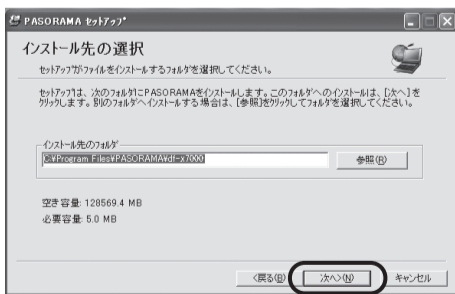 PASORAMA ｾｯﾄｱｯﾌﾟ
インストール先の選択
ｾｯﾄｱｯﾌﾟがﾌｧｲﾙをｲﾝｽﾄｰﾙするﾌｫﾙﾀﾞを選択してください。
ｾｯﾄｱｯﾌﾟは、次のﾌｫﾙﾀﾞにPASORAMAをｲﾝｽﾄｰﾙします。このﾌｫﾙﾀﾞへのｲﾝｽﾄｰﾙは、[次へ]を
ｸﾘｯｸします。別のﾌｫﾙﾀﾞへｲﾝｽﾄｰﾙする場合は、[参照]をｸﾘｯｸしてﾌｫﾙﾀﾞを選択してください。
ｲﾝｽﾄｰﾙ先のﾌｫﾙﾀﾞ
C:¥Program Files¥PASORAMA¥df-x7000
参照(R)
空き容量: 128569.4 MB
必要容量: 5.0 MB
<戻る(B)
次へ>(N)
ｷｬﾝｾﾙ